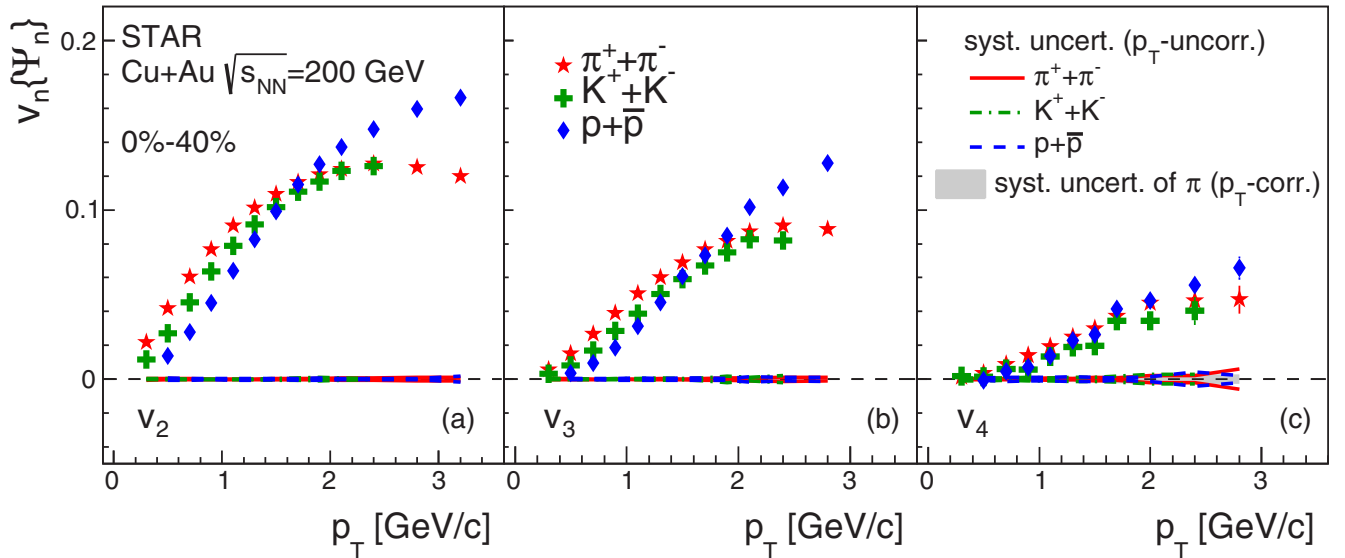 v_n{Ψ_n}
0.2
0.1
0
STAR
Cu+Au √s_NN=200 GeV
0%-40%
v_2
(a)
π⁺+π⁻
K⁺+K⁻
p+p̅
v_3
(b)
syst. uncert. (p_T-uncorr.)
π⁺+π⁻
K⁺+K⁻
p+p̅
syst. uncert. of π (p_T-corr.)
v_4
(c)
0 1 2 3 0 1 2 3 0 1 2 3
p_T [GeV/c] p_T [GeV/c] p_T [GeV/c]